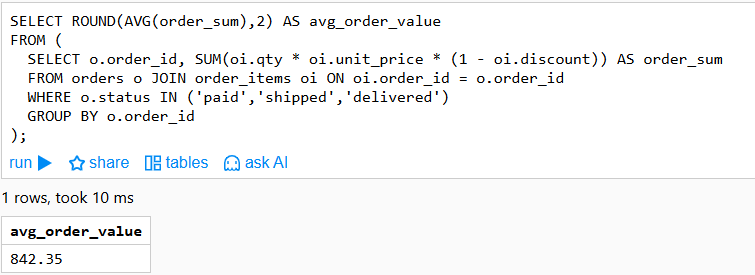 SELECT ROUND(AVG(order_sum),2) AS avg_order_value
FROM (
  SELECT o.order_id, SUM(oi.qty * oi.unit_price * (1 - oi.discount)) AS order_sum
  FROM orders o JOIN order_items oi ON oi.order_id = o.order_id
  WHERE o.status IN ('paid','shipped','delivered')
  GROUP BY o.order_id
);
run share tables ask AI
1 rows, took 10 ms
avg_order_value
842.35